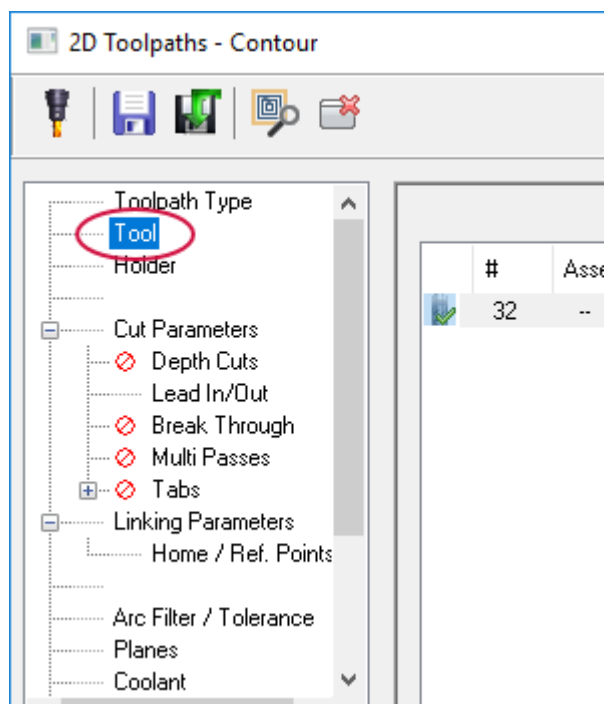 2D Toolpaths - Contour
Toolpath Type
Tool
Holder
Cut Parameters
Depth Cuts
Lead In/Out
Break Through
Multi Passes
Tabs
Linking Parameters
Home / Ref. Points
Arc Filter / Tolerance
Planes
Coolant
# Asse
32 --